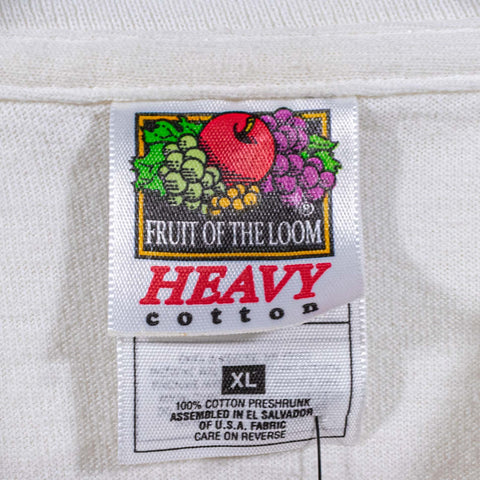 ®
FRUIT OF THE LOOM
HEAVY
cotton
XL
100% COTTON PRESHRUNK
ASSEMBLED IN EL SALVADOR
OF U.S.A. FABRIC
CARE ON REVERSE